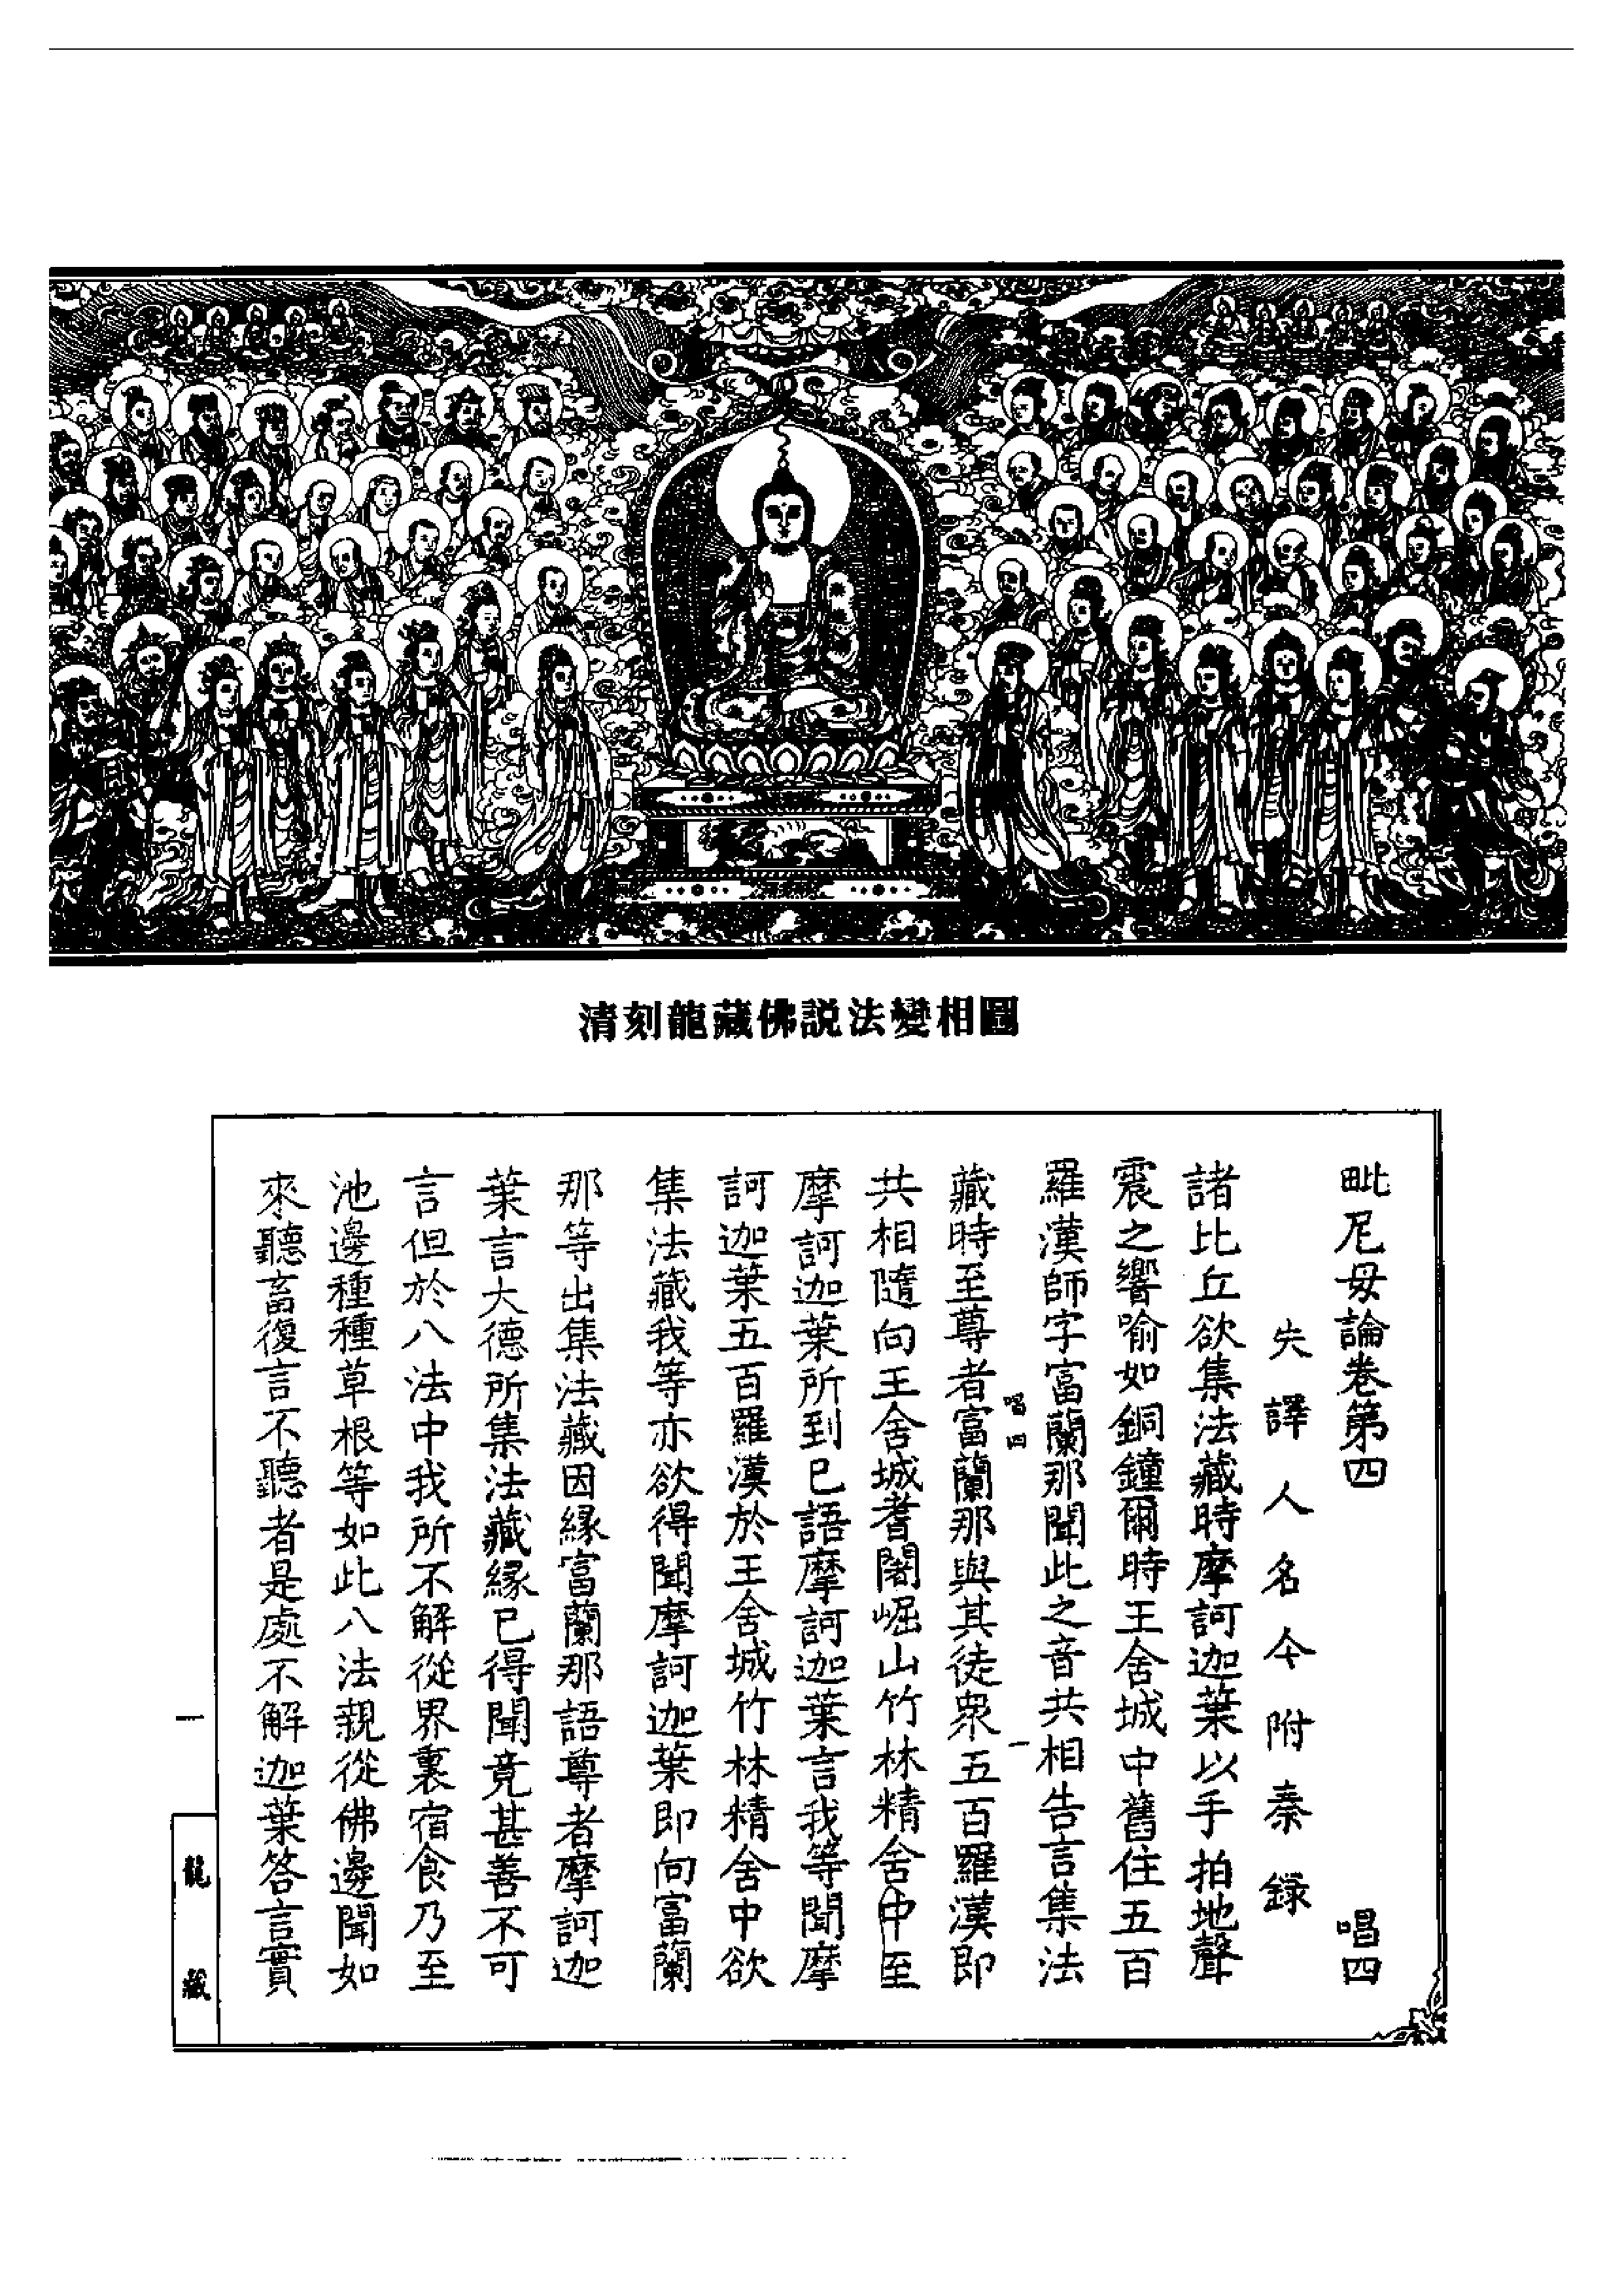 清刻龍藏佛説法變相圖
毗尼毋論卷第四 唱四
失譯人名今附秦録
諸比丘欲集法藏時摩訶迦葉以手拍地聲
震之響喻如銅鐘爾時王舍城中舊住五百
羅漢師字富蘭那聞此之音共相告言集法
唱四 一
藏時至尊者富蘭那與其徒衆五百羅漢即
共相隨向王舍城耆闍崛山竹林精舍中至
摩訶迦葉所到已語摩訶迦葉言我等聞摩
訶迦葉五百羅漢於王舍城竹林精舍中欲
集法藏我等亦欲得聞摩訶迦葉即向富蘭
那等出集法藏因緣富蘭那語尊者摩訶迦
葉言大德所集法藏緣已得聞竟甚善不可
言但於八法中我所不解從界裏宿食乃至
池邊種種草根等如此八法親從佛邊聞如
來聽畜復言不聽者是處不解迦葉答言實
一
龍藏